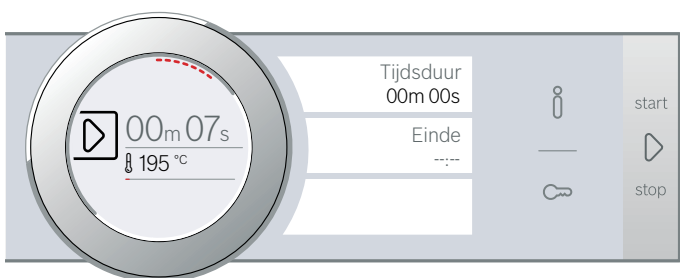 00m 07s
195 °C
Tijdsduur
00m 00s
Einde
--:--
start
stop